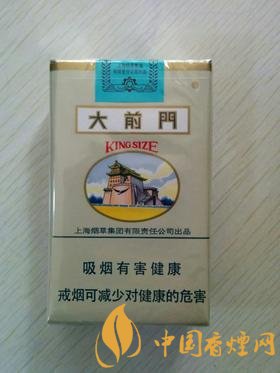 大前門
KING SIZE
上海烟草集团有限责任公司出品
吸烟有害健康
戒烟可减少对健康的危害
中国香烟网